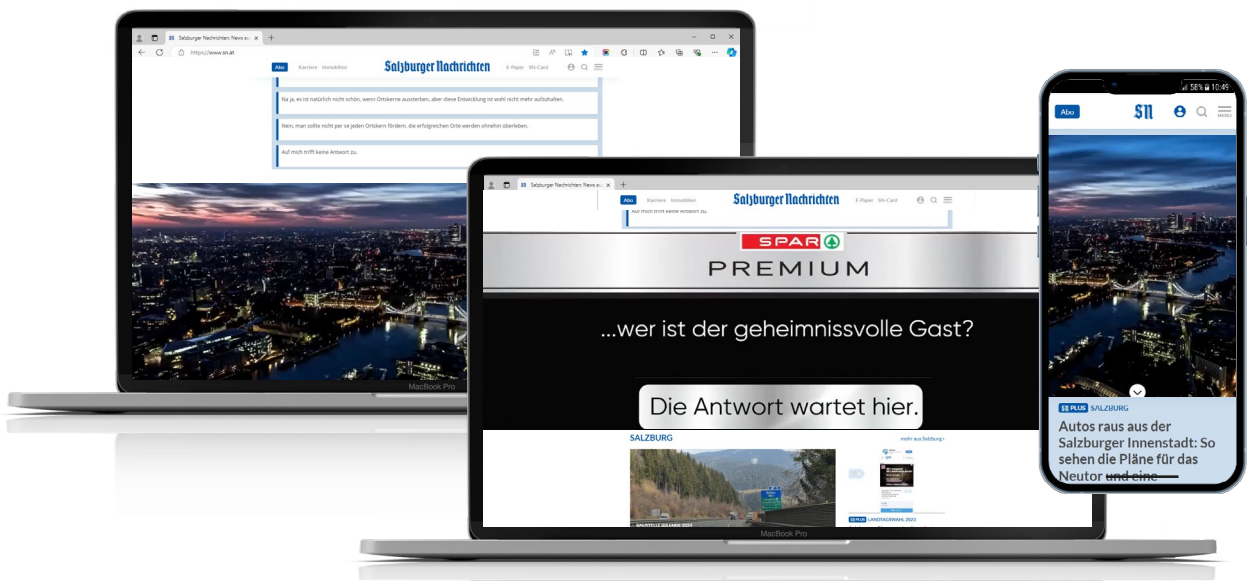 Salzburger Nachrichten: News au
https://www.sn.at
Abo
Karriere Immobilien
Salzburger Nachrichten
E-Paper SN-Card
Na ja, es ist natürlich nicht schön, wenn Ortskerne aussterben, aber diese Entwicklung ist wohl nicht mehr aufzuhalten.
Nein, man sollte nicht per se jeden Ortskern fördern, die erfolgreichen Orte werden ohnehin überleben.
Auf mich trifft keine Antwort zu.
MacBook Pro
Salzburger Nachrichten: News au
Abo
Karriere Immobilien
Salzburger Nachrichten
E-Paper SN-Card
Auf mich trifft keine Antwort zu.
SPAR
PREMIUM
...wer ist der geheimnissvolle Gast?
Die Antwort wartet hier.
SALZBURG
mehr aus Salzburg ›
BAUSTELLE BIS ENDE 2024
SN PLUS LANDTAGSWAHL 2023
MacBook Pro
58% 10:49
Abo
SN
MENÜ
SN PLUS SALZBURG
Autos raus aus der
Salzburger Innenstadt: So
sehen die Pläne für das
Neutor und eine